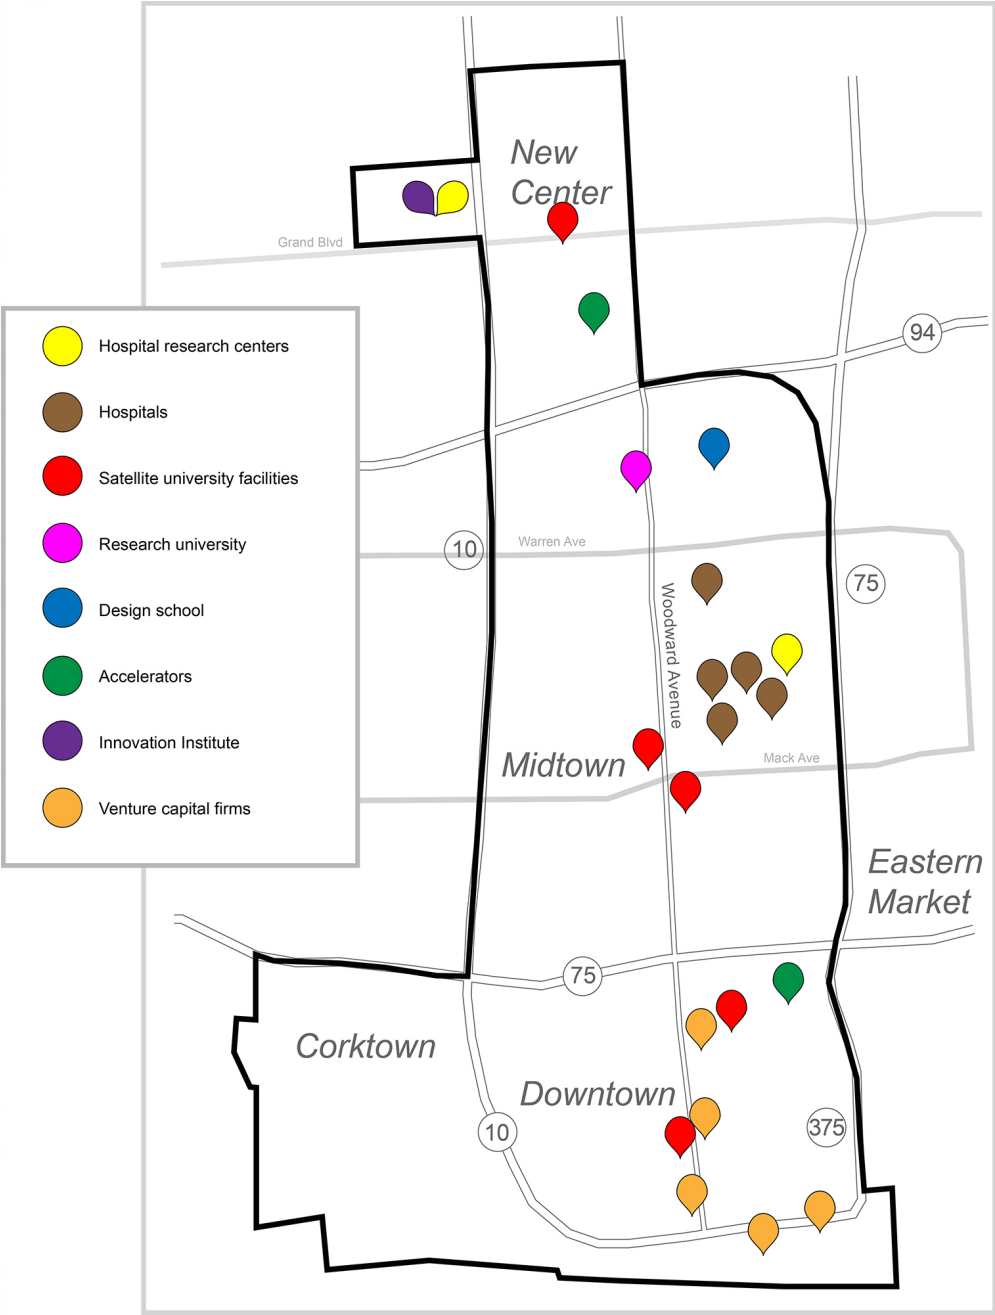 New
Center
Grand Blvd
94
Hospital research centers
Hospitals
Satellite university facilities
Research university
Design school
Accelerators
Innovation Institute
Venture capital firms
10
Warren Ave
75
Woodward Avenue
Midtown
Mack Ave
Eastern
Market
75
Corktown
Downtown
10
375